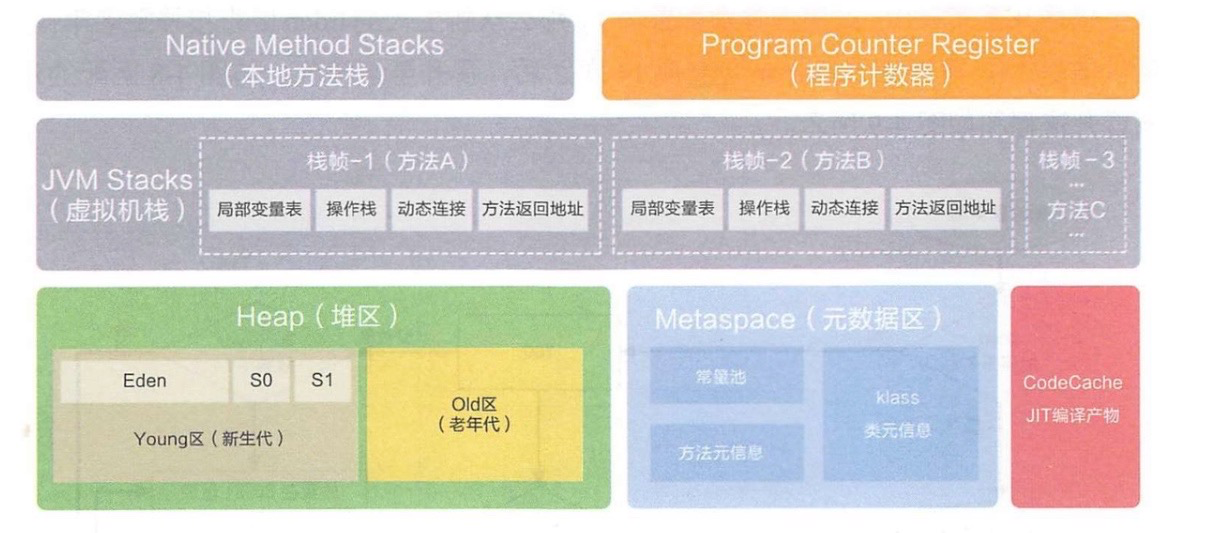 Native Method Stacks
（本地方法栈）
Program Counter Register
（程序计数器）
JVM Stacks
（虚拟机栈）
栈帧-1（方法A）
局部变量表
操作栈
动态连接
方法返回地址
栈帧-2（方法B）
局部变量表
操作栈
动态连接
方法返回地址
栈帧-3
...
方法C
...
Heap（堆区）
Eden
S0
S1
Young区（新生代）
Old区
（老年代）
Metaspace（元数据区）
常量池
方法元信息
klass
类元信息
CodeCache
JIT编译产物